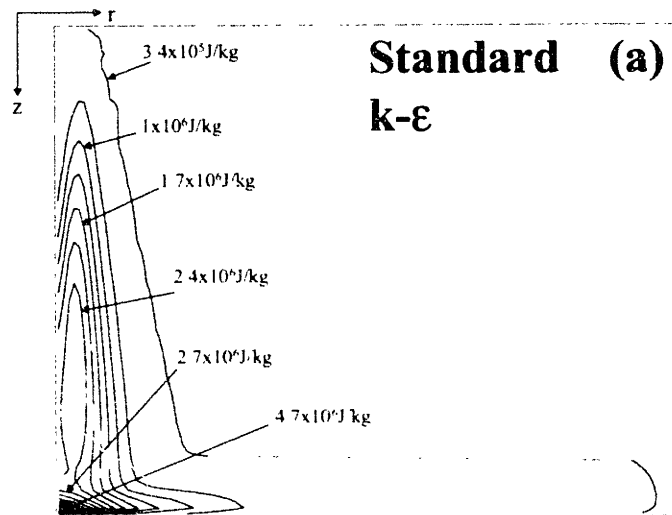 r
z
Standard (a)
k-ε
3 4x10⁵J/kg
1x10⁶J/kg
1 7x10⁶J/kg
2 4x10⁶J/kg
2 7x10⁶J/kg
4 7x10⁶J/kg